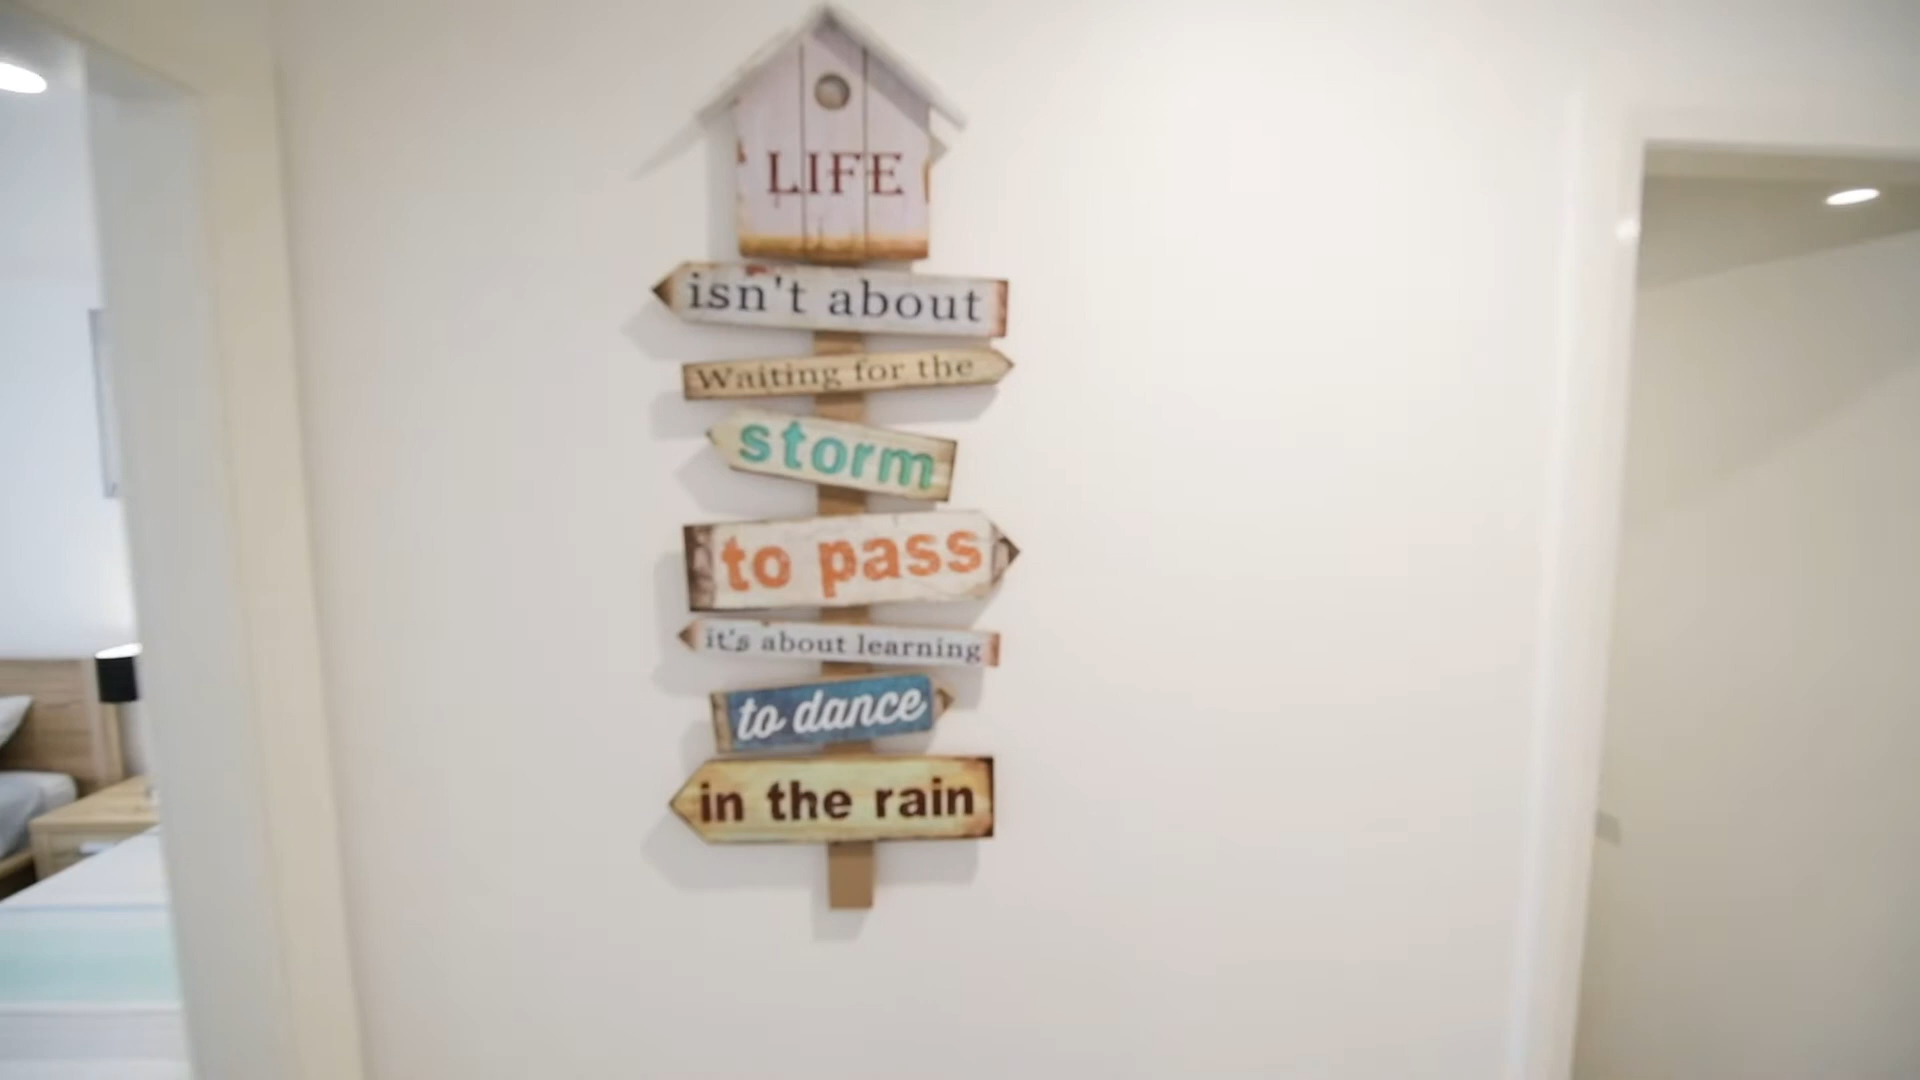 LIFE
isn't about
Waiting for the
storm
to pass
it's about learning
to dance
in the rain